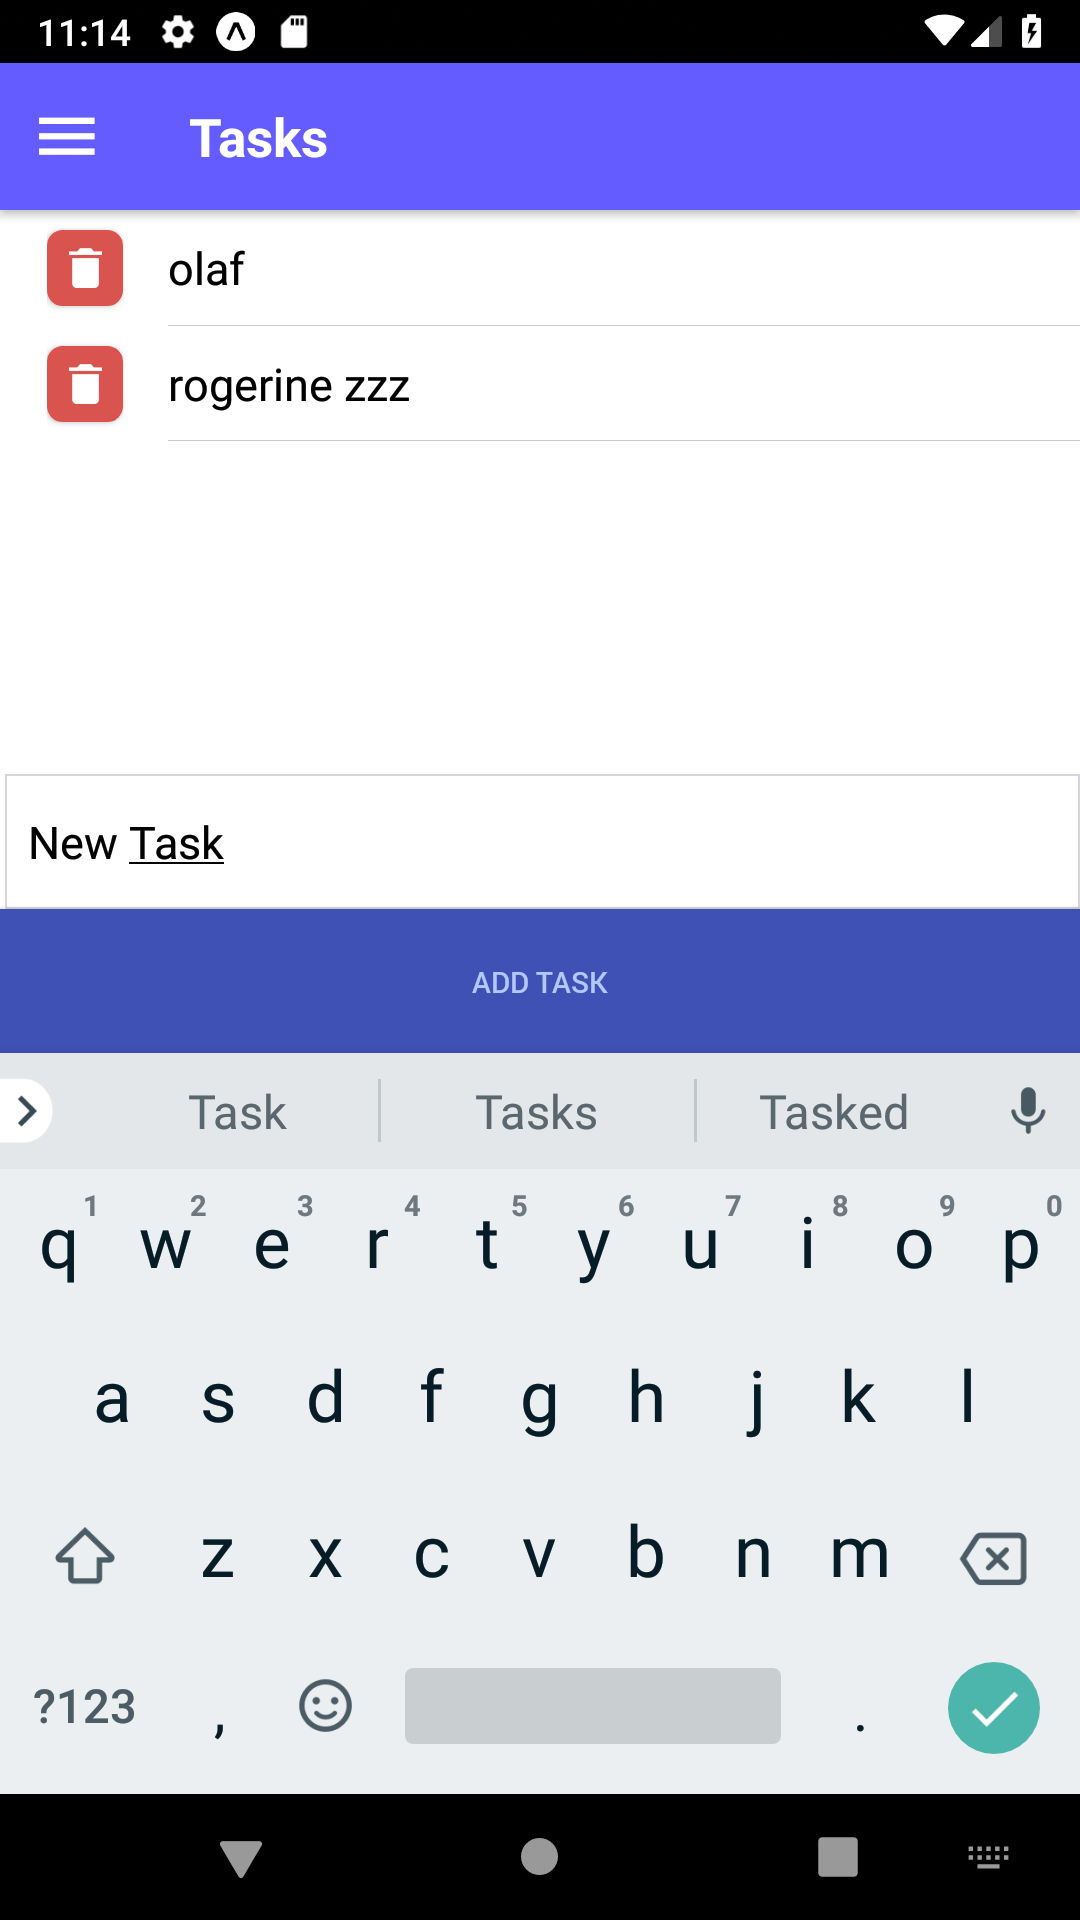 11:14
Tasks
olaf
rogerine zzz
New Task
ADD TASK
Task Tasks Tasked
1 2 3 4 5 6 7 8 9 0
q w e r t y u i o p
a s d f g h j k l
z x c v b n m
?123 , .